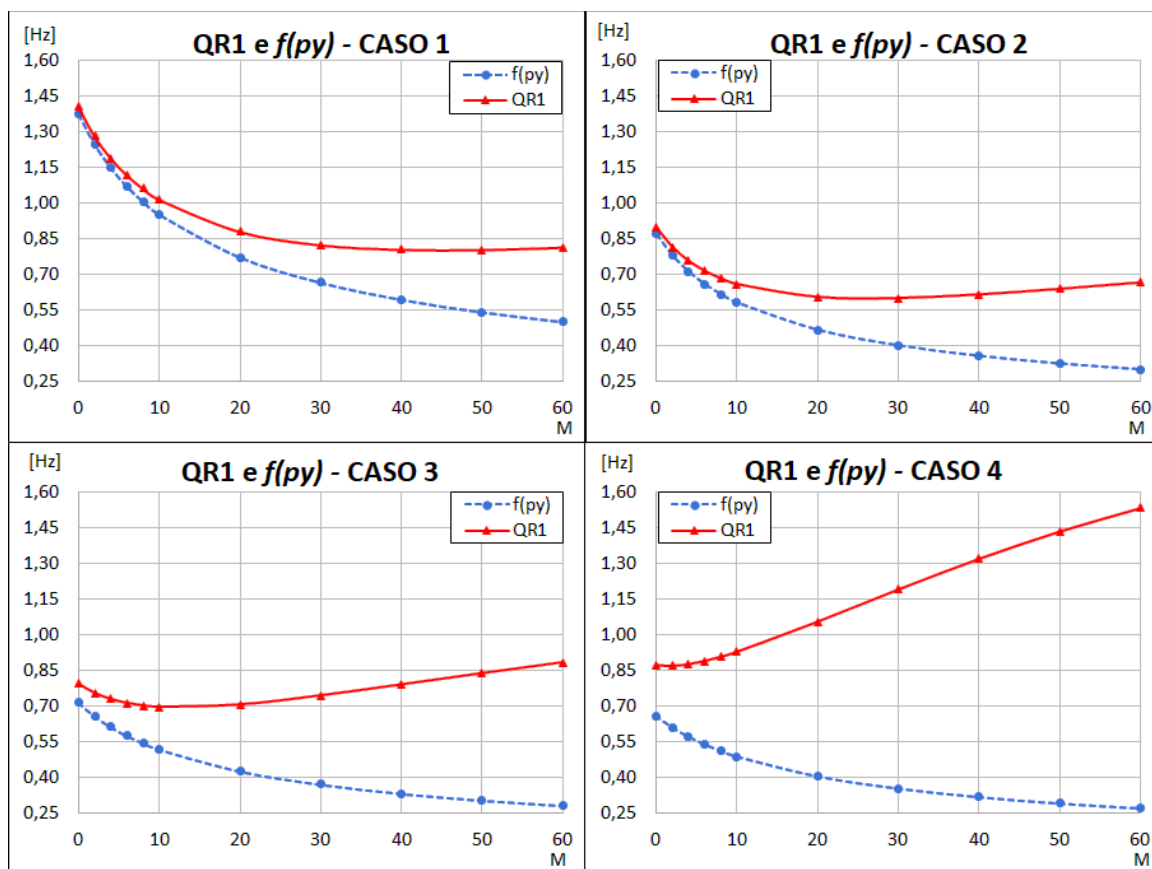 [Hz]
QR1 e f(py) - CASO 1
f(py)
QR1
1,60
1,45
1,30
1,15
1,00
0,85
0,70
0,55
0,40
0,25
0 10 20 30 40 50 60
M
[Hz]
QR1 e f(py) - CASO 2
f(py)
QR1
1,60
1,45
1,30
1,15
1,00
0,85
0,70
0,55
0,40
0,25
0 10 20 30 40 50 60
M
[Hz]
QR1 e f(py) - CASO 3
f(py)
QR1
1,60
1,45
1,30
1,15
1,00
0,85
0,70
0,55
0,40
0,25
0 10 20 30 40 50 60
M
[Hz]
QR1 e f(py) - CASO 4
f(py)
QR1
1,60
1,45
1,30
1,15
1,00
0,85
0,70
0,55
0,40
0,25
0 10 20 30 40 50 60
M